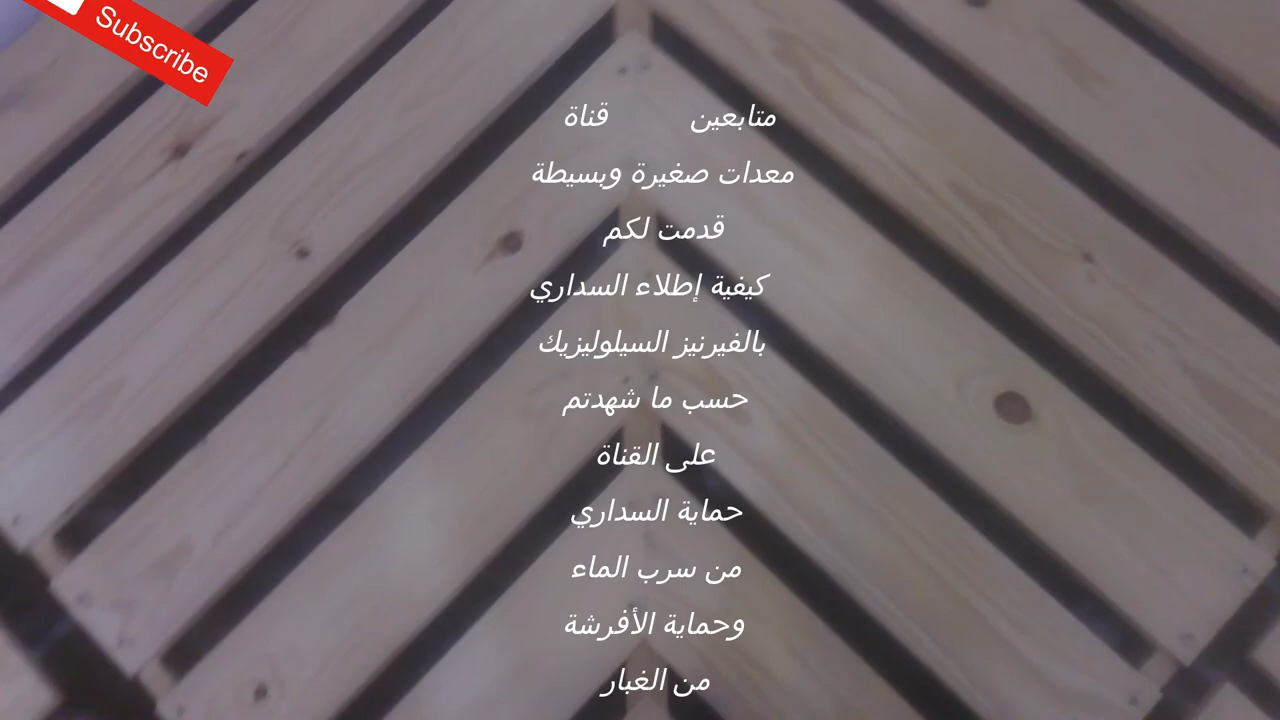 Subscribe
متابعين قناة
معدات صغيرة وبسيطة
قدمت لكم
كيفية إطلاء السداري
بالفيرنيز السيلوليزيك
حسب ما شهدتم
على القناة
حماية السداري
من سرب الماء
وحماية الأفرشة
من الغبار